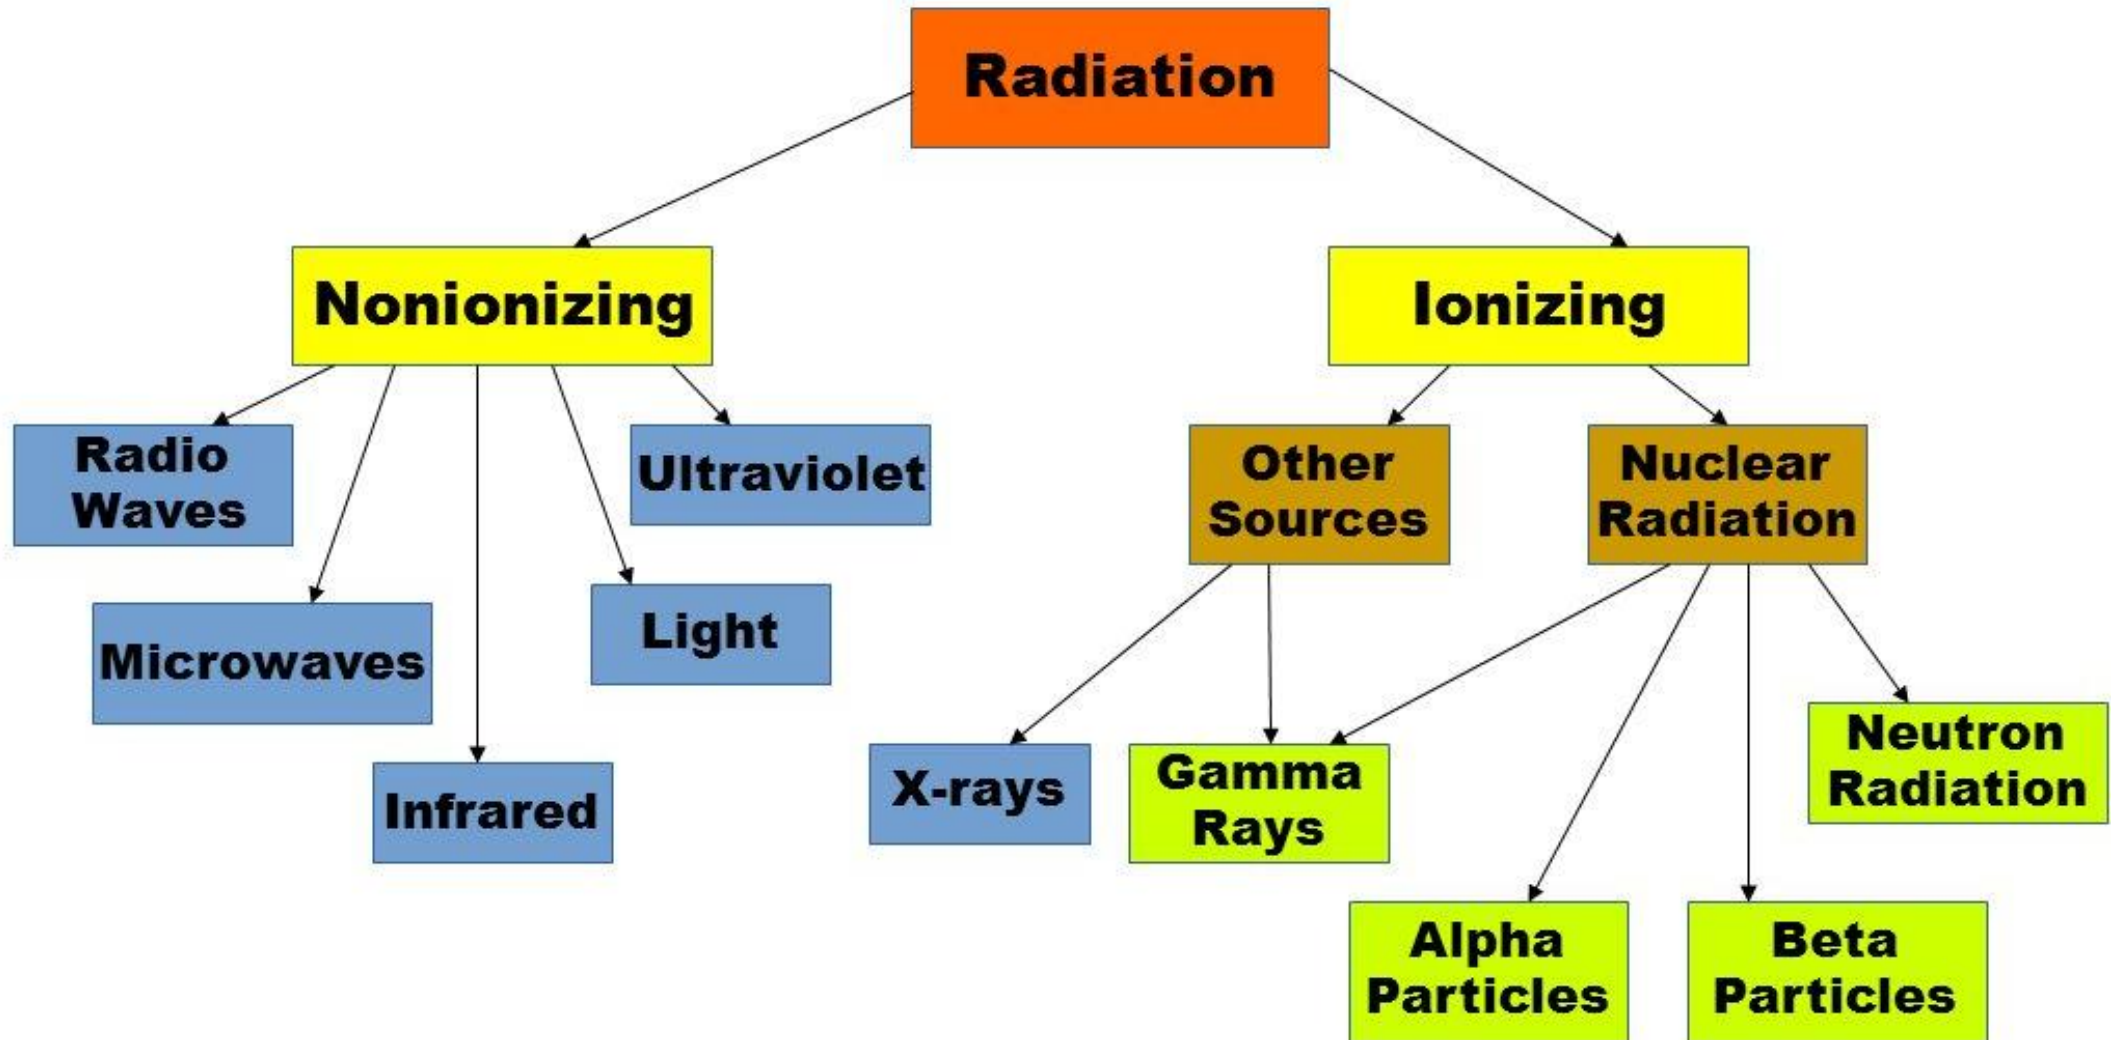 Radiation
Nonionizing
Ionizing
Radio
Waves
Ultraviolet
Other
Sources
Nuclear
Radiation
Microwaves
Light
Infrared
X-rays
Gamma
Rays
Neutron
Radiation
Alpha
Particles
Beta
Particles